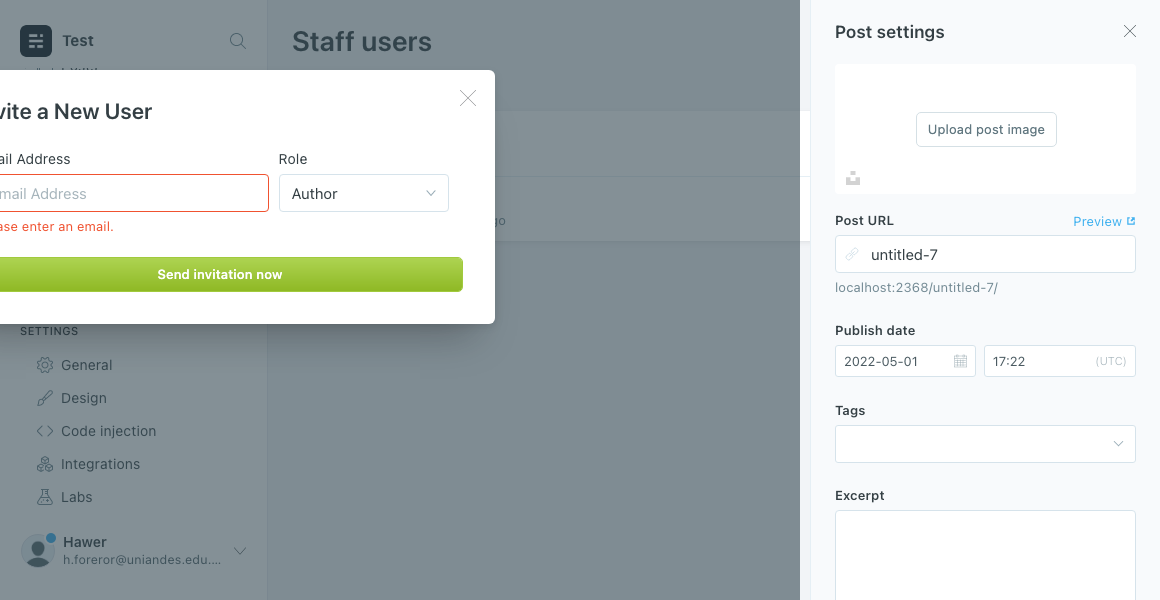 Test
Staff users
vite a New User
ail Address
Role
mail Address
Author
ase enter an email.
Send invitation now
go
SETTINGS
General
Design
Code injection
Integrations
Labs
Hawer
h.foreror@uniandes.edu....
Post settings
Upload post image
Post URL
Preview
untitled-7
localhost:2368/untitled-7/
Publish date
2022-05-01
17:22
(UTC)
Tags
Excerpt